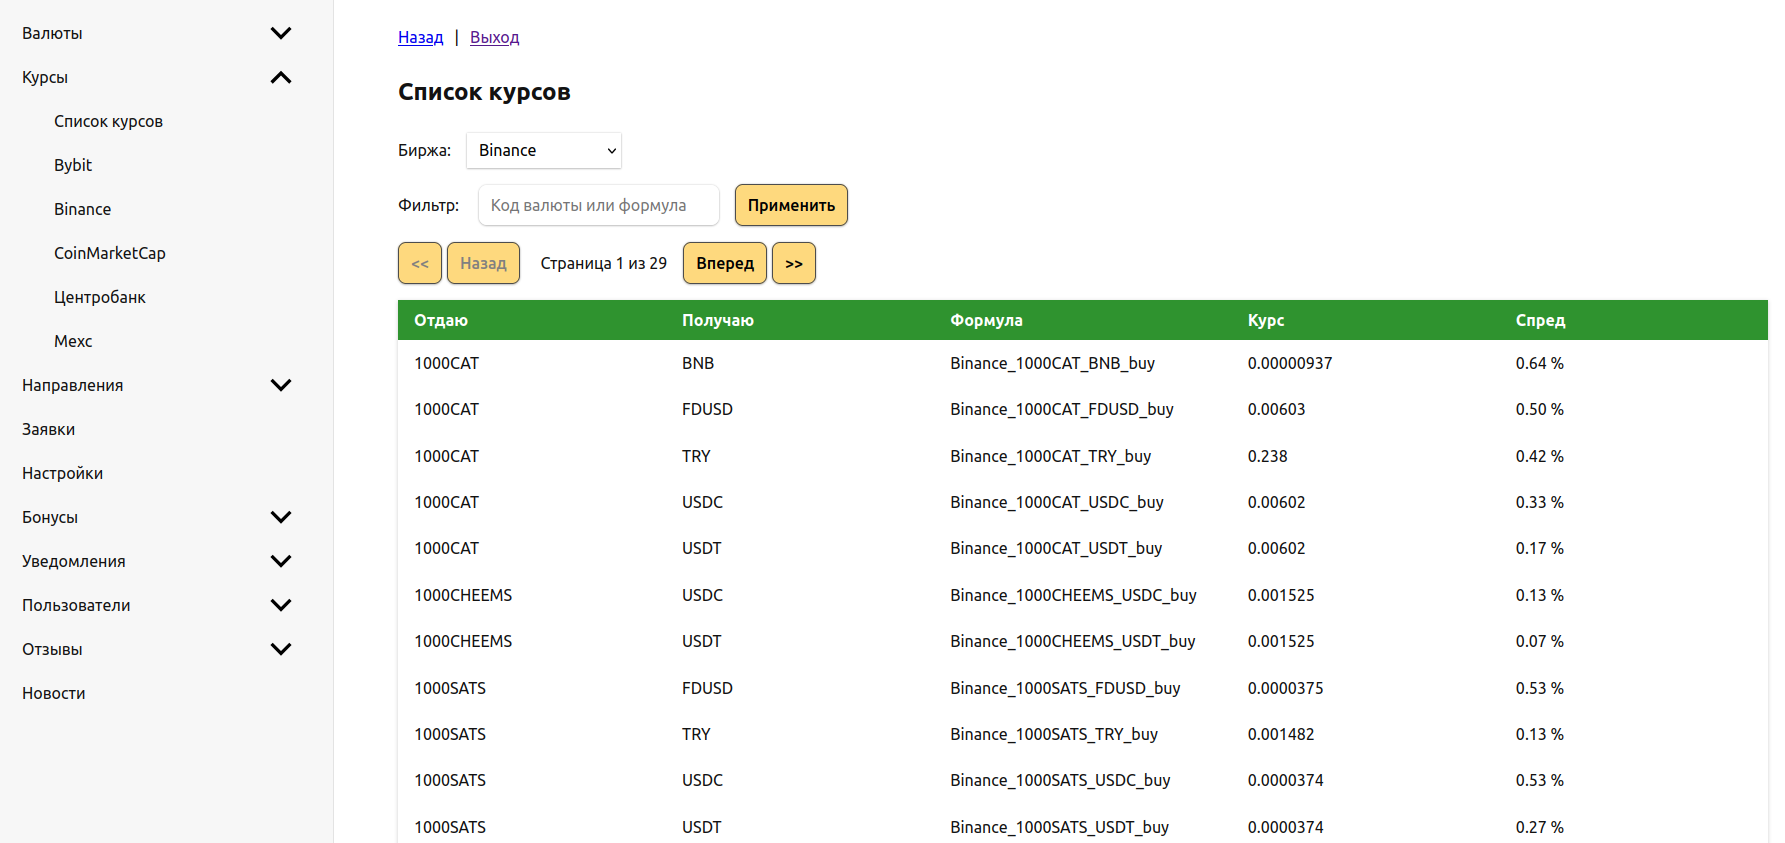 Валюты
Курсы
Список курсов
Bybit
Binance
CoinMarketCap
Центробанк
Mexc
Направления
Заявки
Настройки
Бонусы
Уведомления
Пользователи
Отзывы
Новости
Назад | Выход
Список курсов
Биржа: Binance
Фильтр: Код валюты или формула Применить
<< Назад Страница 1 из 29 Вперед >>
Отдаю Получаю Формула Курс Спред
1000CAT BNB Binance_1000CAT_BNB_buy 0.00000937 0.64 %
1000CAT FDUSD Binance_1000CAT_FDUSD_buy 0.00603 0.50 %
1000CAT TRY Binance_1000CAT_TRY_buy 0.238 0.42 %
1000CAT USDC Binance_1000CAT_USDC_buy 0.00602 0.33 %
1000CAT USDT Binance_1000CAT_USDT_buy 0.00602 0.17 %
1000CHEEMS USDC Binance_1000CHEEMS_USDC_buy 0.001525 0.13 %
1000CHEEMS USDT Binance_1000CHEEMS_USDT_buy 0.001525 0.07 %
1000SATS FDUSD Binance_1000SATS_FDUSD_buy 0.0000375 0.53 %
1000SATS TRY Binance_1000SATS_TRY_buy 0.001482 0.13 %
1000SATS USDC Binance_1000SATS_USDC_buy 0.0000374 0.53 %
1000SATS USDT Binance_1000SATS_USDT_buy 0.0000374 0.27 %